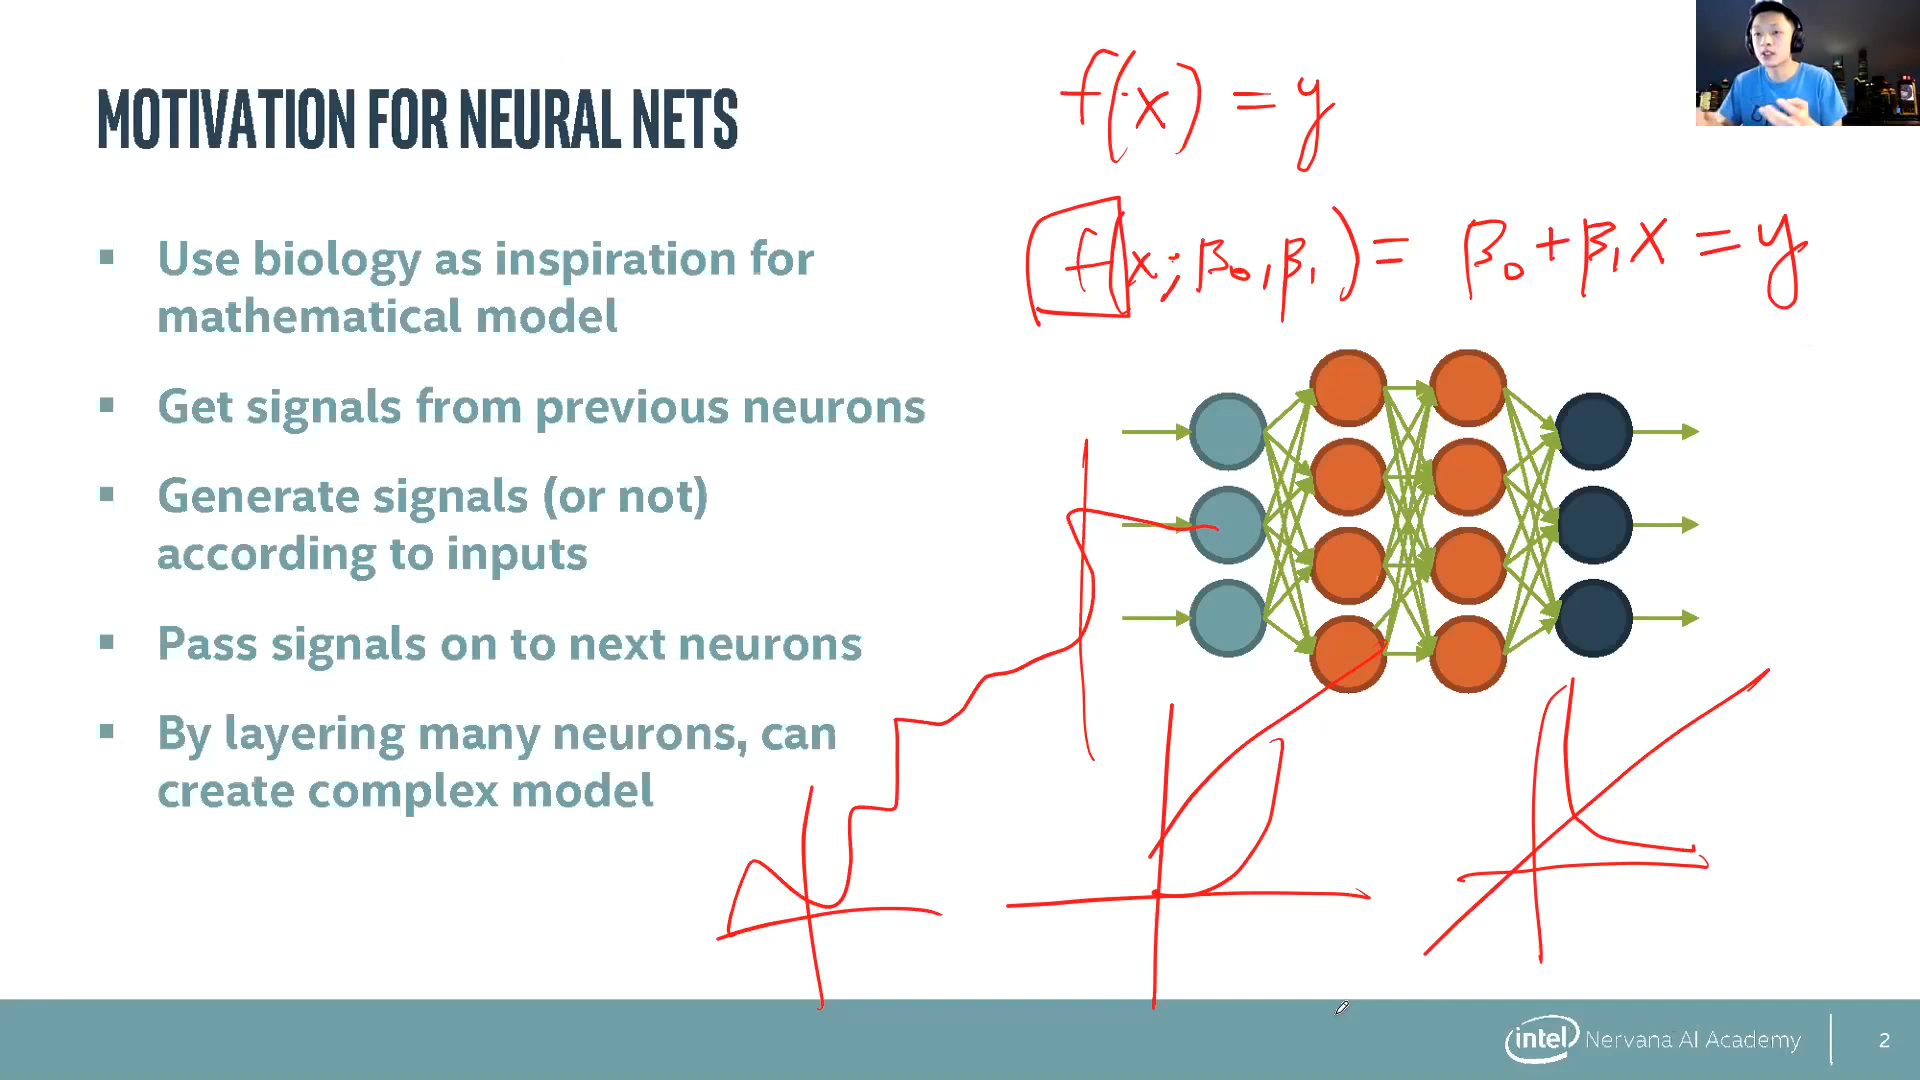 MOTIVATION FOR NEURAL NETS
f(x) = y
f(x; β₀, β₁) = β₀ + β₁x = y
▪ Use biology as inspiration for
mathematical model
▪ Get signals from previous neurons
▪ Generate signals (or not)
according to inputs
▪ Pass signals on to next neurons
▪ By layering many neurons, can
create complex model
intel Nervana AI Academy 2